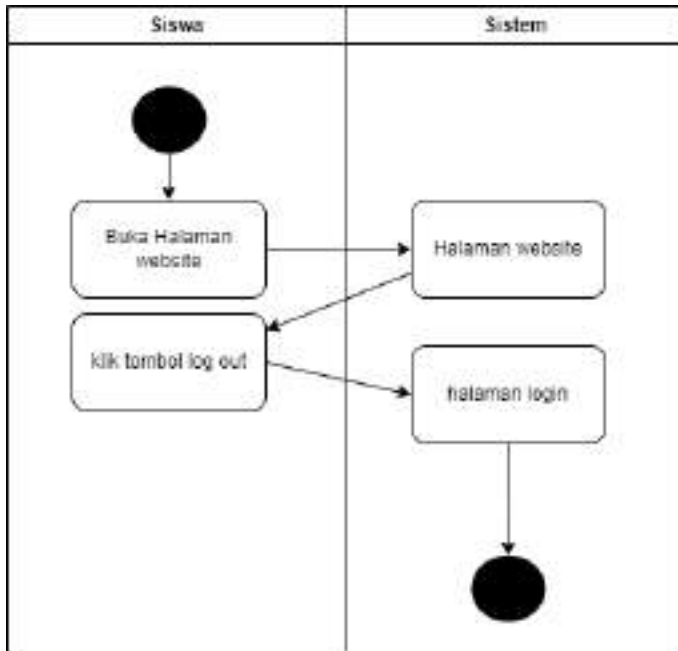 Siswa
Sistem
Buka Halaman
website
Halaman website
klik tombol log out
halaman login